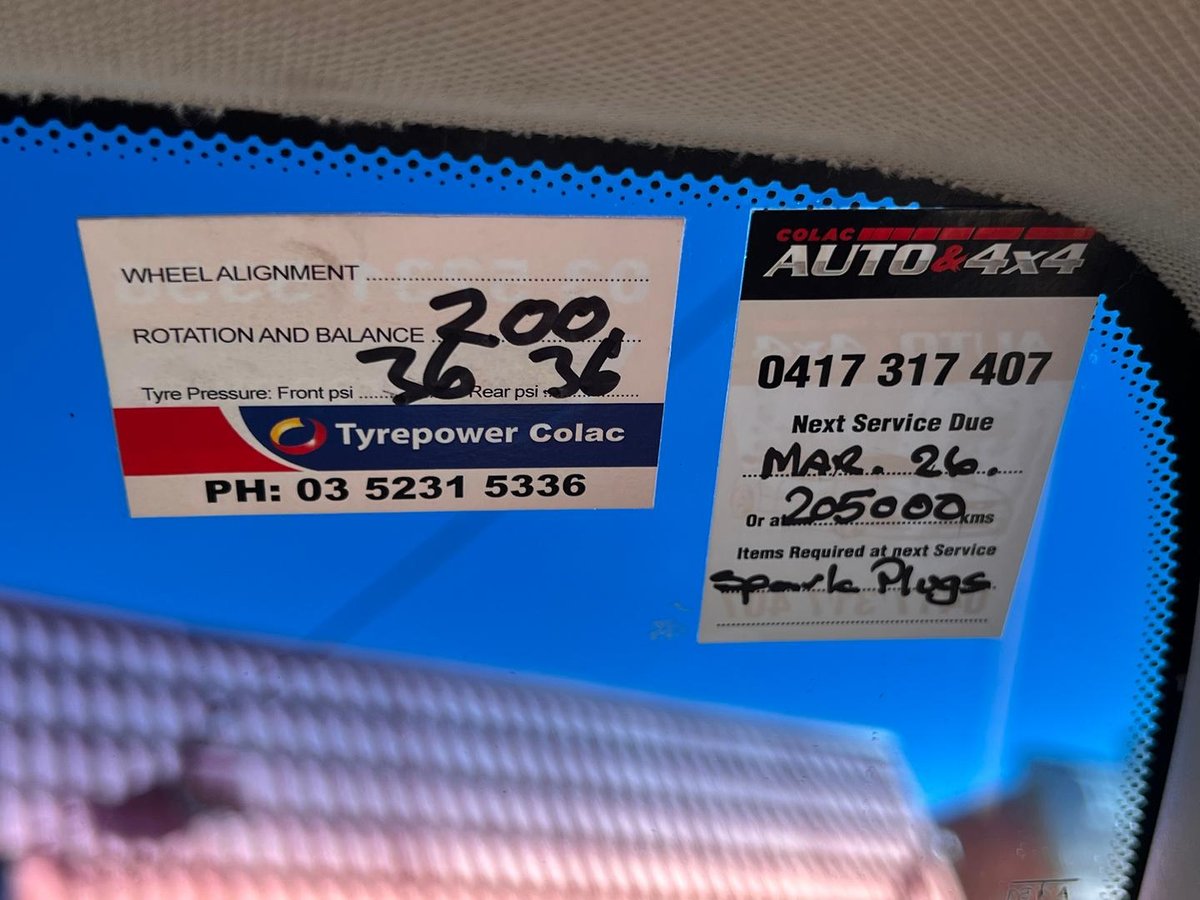 WHEEL ALIGNMENT
ROTATION AND BALANCE 200
Tyre Pressure: Front psi 36 Rear psi 36
Tyrepower Colac
PH: 03 5231 5336
COLAC
AUTO & 4x4
0417 317 407
Next Service Due
MAR. 26.
Or at 205000 kms
Items Required at next Service
Spark Plugs